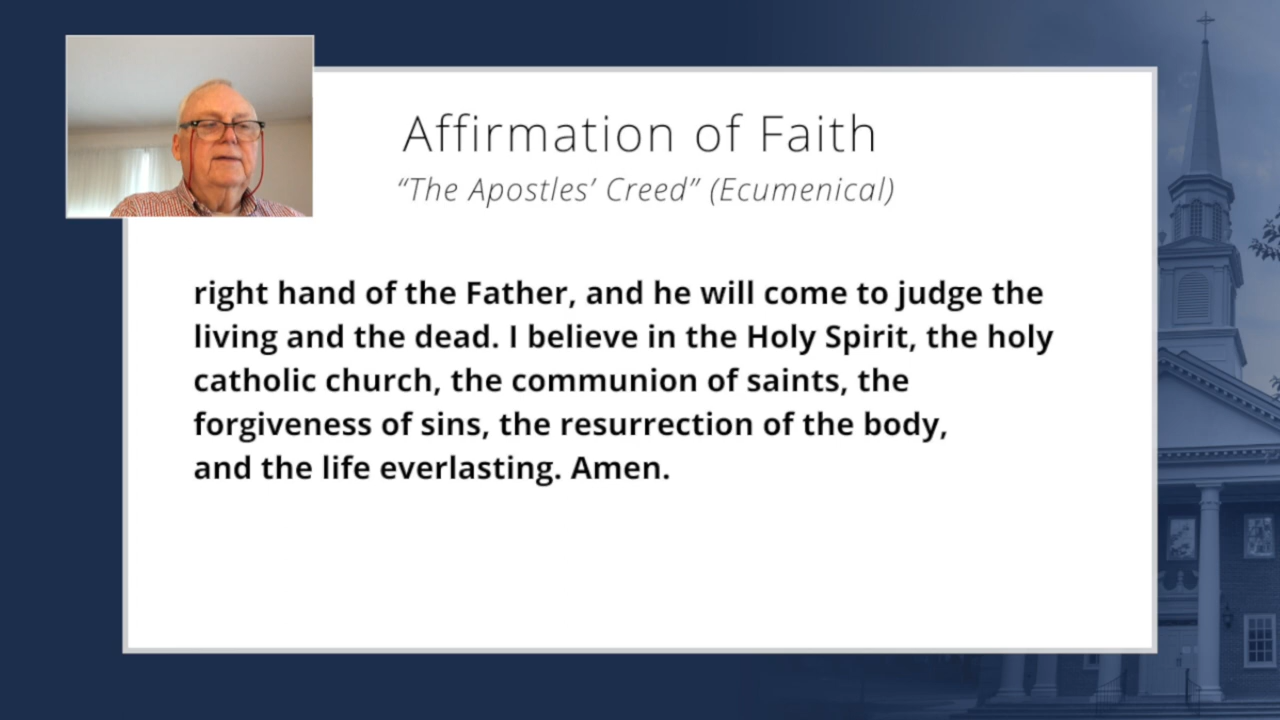 Affirmation of Faith
“The Apostles’ Creed” (Ecumenical)
right hand of the Father, and he will come to judge the
living and the dead. I believe in the Holy Spirit, the holy
catholic church, the communion of saints, the
forgiveness of sins, the resurrection of the body,
and the life everlasting. Amen.